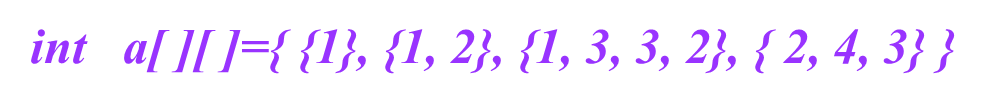 int a[ ][ ]={ {1}, {1, 2}, {1, 3, 3, 2}, { 2, 4, 3} }